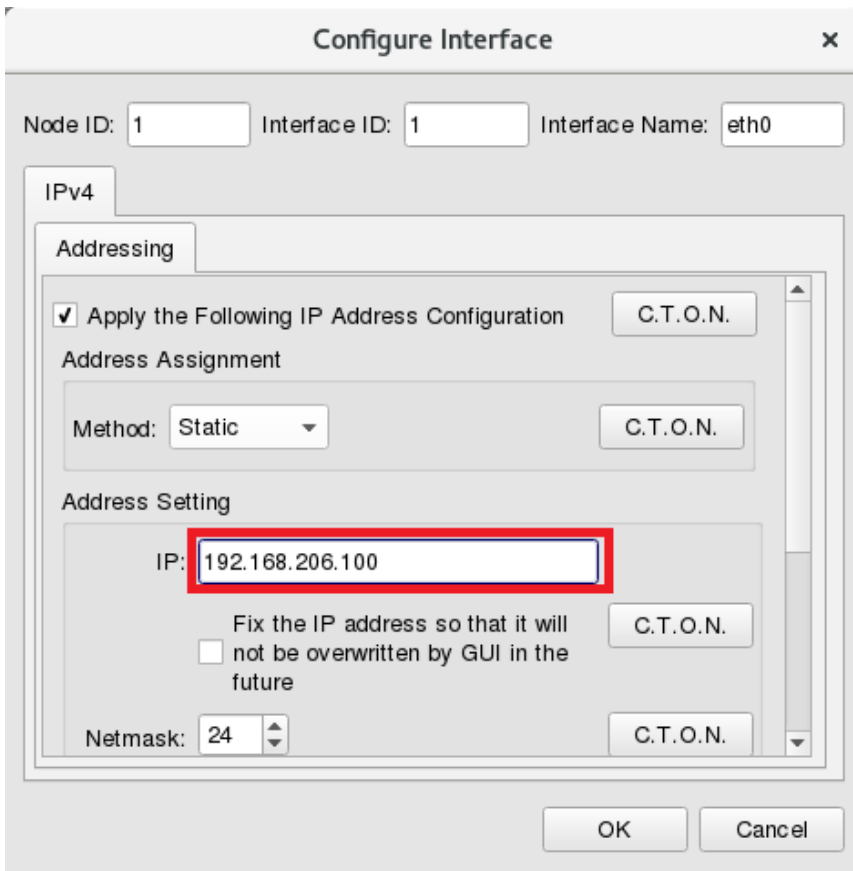 Configure Interface
Node ID: 1 Interface ID: 1 Interface Name: eth0
IPv4
Addressing
Apply the Following IP Address Configuration C.T.O.N.
Address Assignment
Method: Static C.T.O.N.
Address Setting
IP: 192.168.206.100
Fix the IP address so that it will
not be overwritten by GUI in the
future
C.T.O.N.
Netmask: 24 C.T.O.N.
OK Cancel